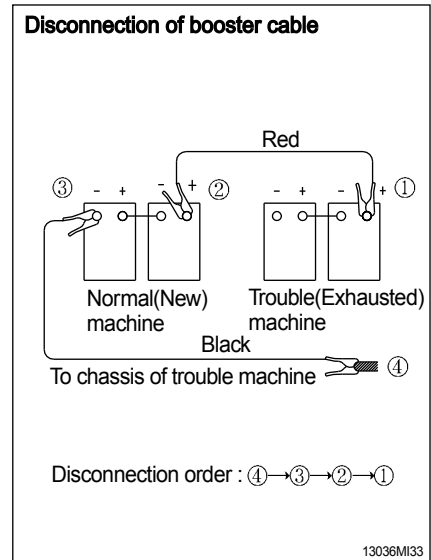 Disconnection of booster cable
Red
③ - + - + ② - + - + ①
Normal(New)
machine
Trouble(Exhausted)
machine
Black
To chassis of trouble machine ④
Disconnection order : ④→③→②→①
13036MI33